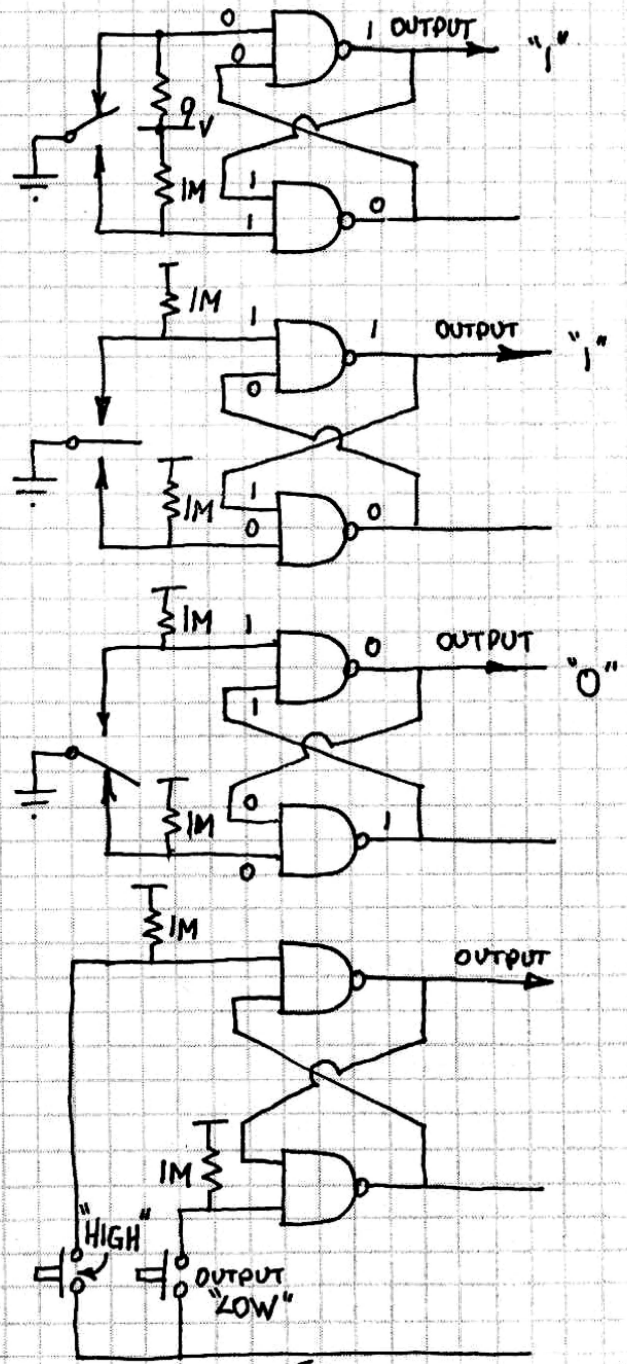 0 1 OUTPUT "1"
0
9
V
1M 1
1 0
1M 1 1 OUTPUT "1"
0
1M 1
0 0
1M 1 0 OUTPUT "0"
1
1M 0 1
0
1M
OUTPUT
1M
"HIGH"
OUTPUT
"LOW"